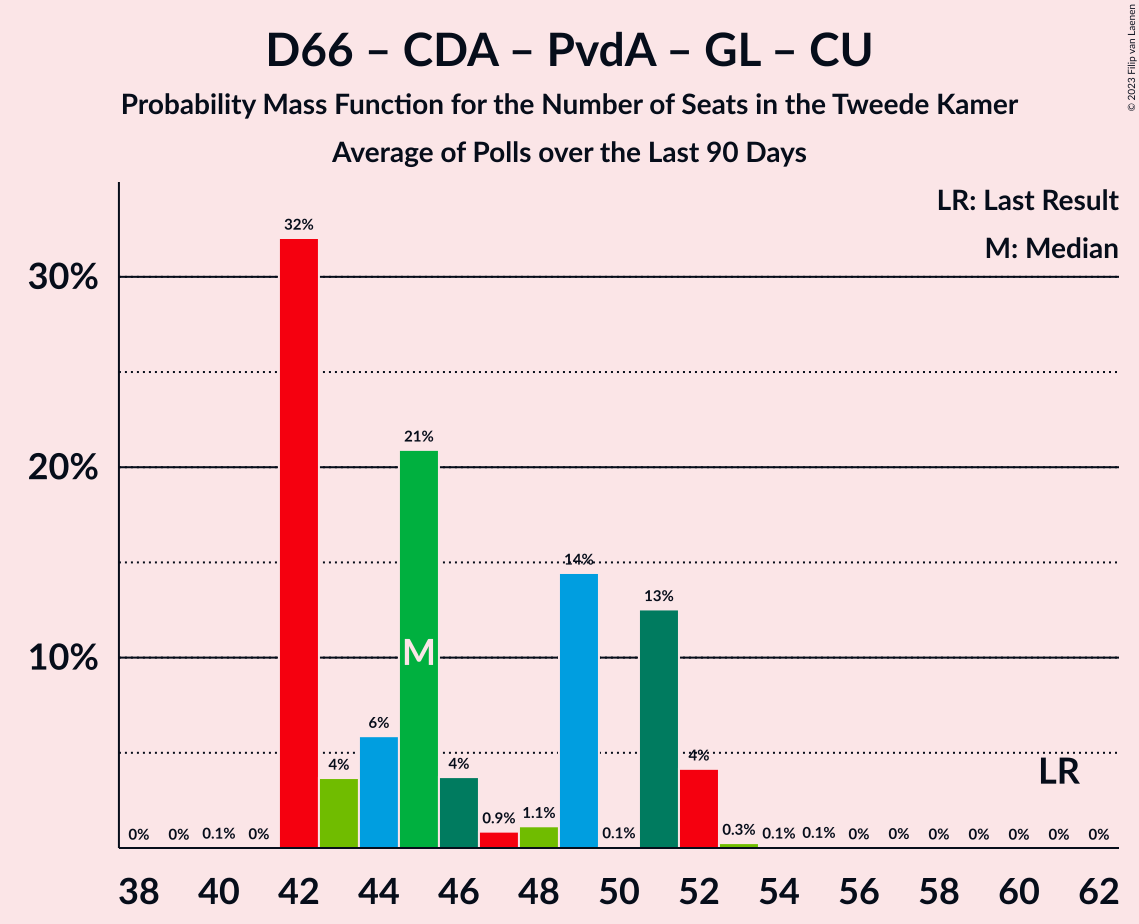 D66 – CDA – PvdA – GL – CU
Probability Mass Function for the Number of Seats in the Tweede Kamer
Average of Polls over the Last 90 Days
© 2023 Filip van Laenen
LR: Last Result
M: Median
30%
20%
10%
0% 0% 0.1% 0% 32% 4% 6% 21% 4% 0.9% 1.1% 14% 0.1% 13% 4% 0.3% 0.1% 0.1% 0% 0% 0% 0% 0% 0% 0%
M
LR
38 40 42 44 46 48 50 52 54 56 58 60 62